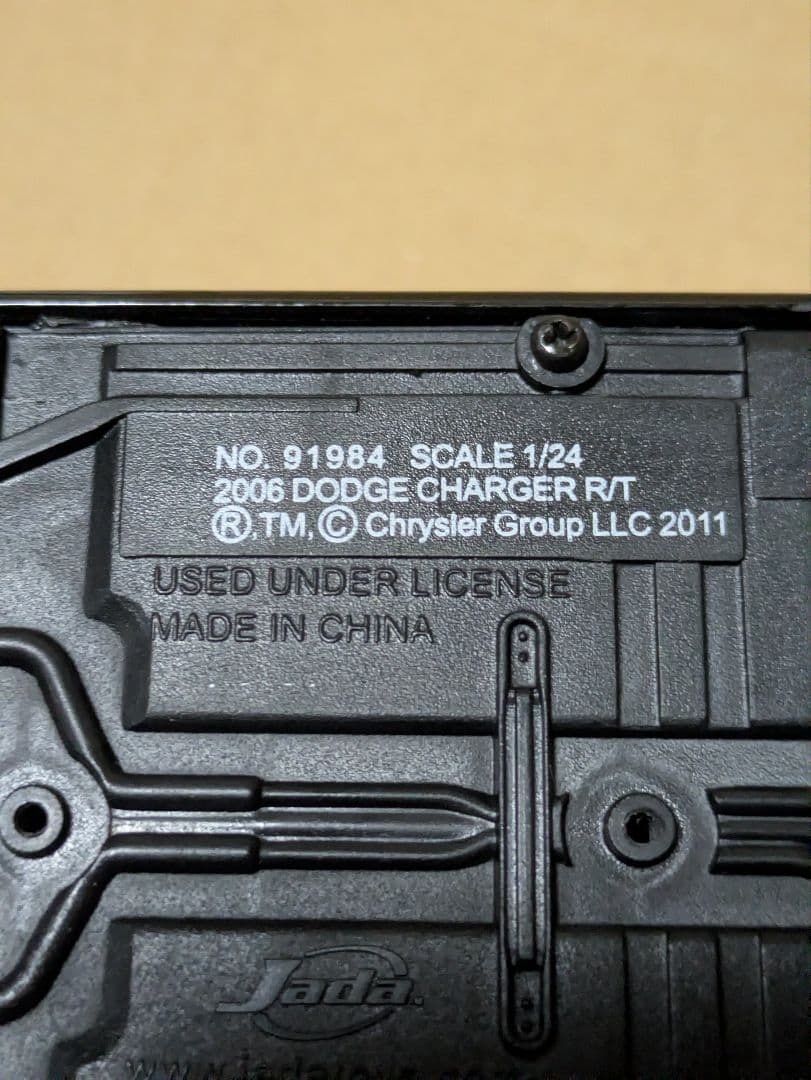 NO. 91984 SCALE 1/24
2006 DODGE CHARGER R/T
®,TM,© Chrysler Group LLC 2011
USED UNDER LICENSE
MADE IN CHINA
Jada.